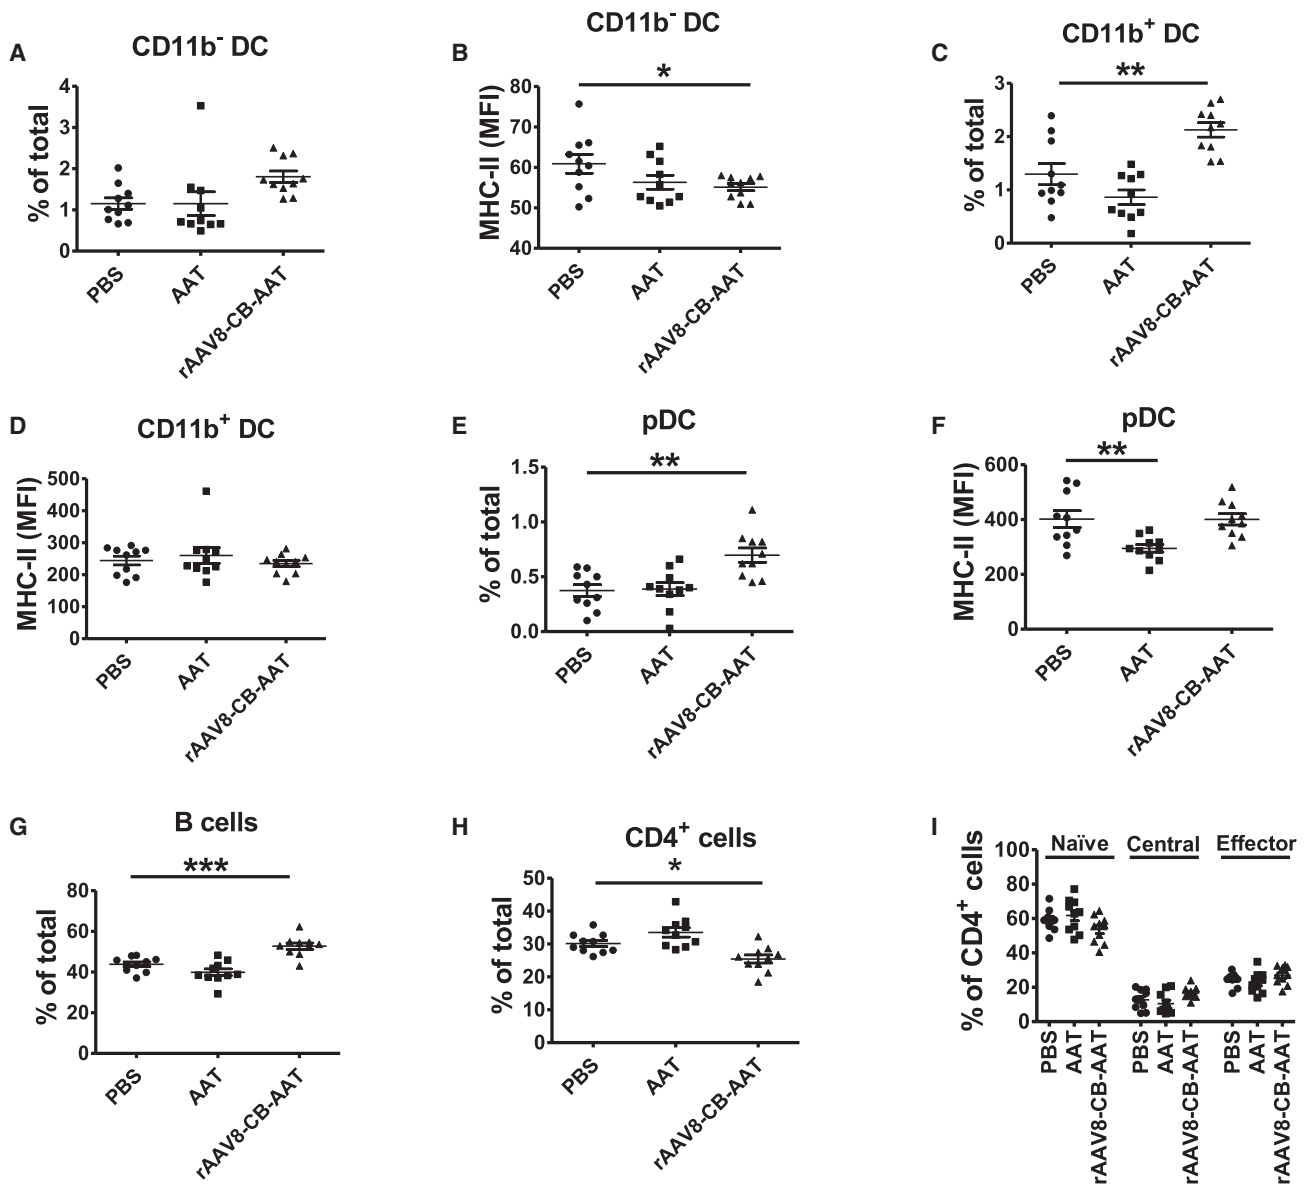 A
CD11b- DC
% of total
4
3
2
1
0
PBS
AAT
rAAV8-CB-AAT
B
CD11b- DC
*
MHC-II (MFI)
80
70
60
50
40
PBS
AAT
rAAV8-CB-AAT
C
CD11b+ DC
**
% of total
3
2
1
0
PBS
AAT
rAAV8-CB-AAT
D
CD11b+ DC
MHC-II (MFI)
500
400
300
200
100
0
PBS
AAT
rAAV8-CB-AAT
E
pDC
**
% of total
1.5
1.0
0.5
0.0
PBS
AAT
rAAV8-CB-AAT
F
pDC
**
MHC-II (MFI)
600
400
200
0
PBS
AAT
rAAV8-CB-AAT
G
B cells
***
% of total
80
60
40
20
0
PBS
AAT
rAAV8-CB-AAT
H
CD4+ cells
*
% of total
50
40
30
20
10
0
PBS
AAT
rAAV8-CB-AAT
I
% of CD4+ cells
100
80
60
40
20
0
Naïve Central Effector
PBS
AAT
rAAV8-CB-AAT
PBS
AAT
rAAV8-CB-AAT
PBS
AAT
rAAV8-CB-AAT